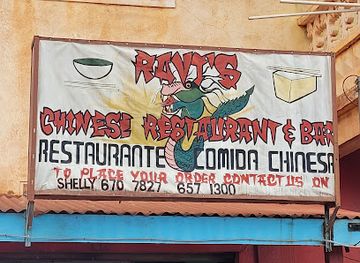 RAVI'S
CHINESE RESTAURANT & BAR
RESTAURANTE COMIDA CHINESA
TO PLACE YOUR ORDER CONTACT US ON
SHELLY 670 7827 657 1300